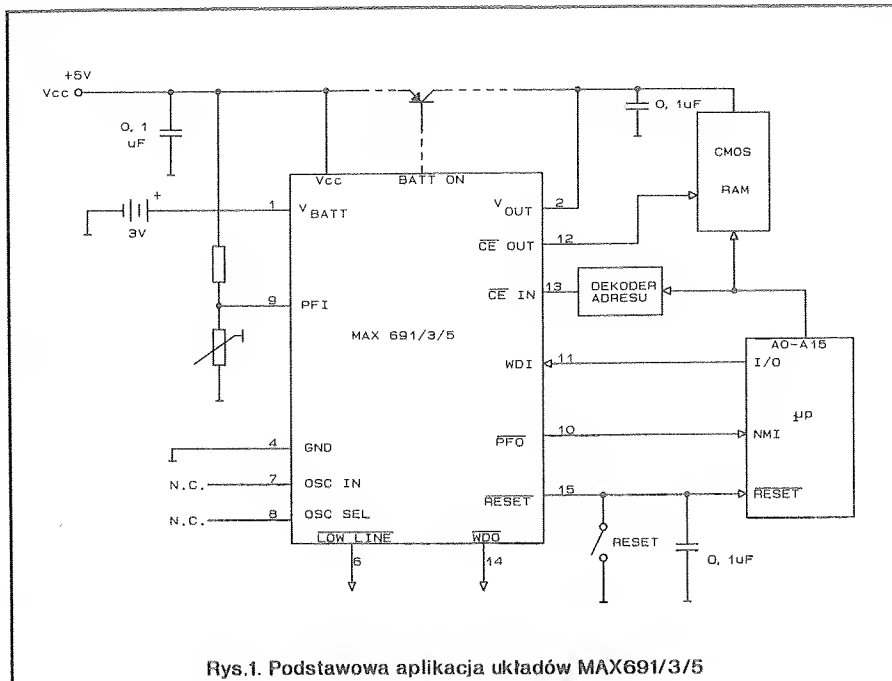 +5V
Vcc
0,1
uF
0,1uF
CMOS
RAM
Vcc
BATT ON
+
3V
1
VBATT
VOUT
2
CE OUT
12
CE IN
13
DEKODER
ADRESU
9
PFI
MAX 691/3/5
WDI
11
A0-A15
I/O
µp
PFO
10
NMI
4
GND
N.C.
7
OSC IN
N.C.
8
OSC SEL
RESET
15
RESET
LOW LINE
WDO
6
14
RESET
0,1uF
Rys.1. Podstawowa aplikacja układów MAX691/3/5